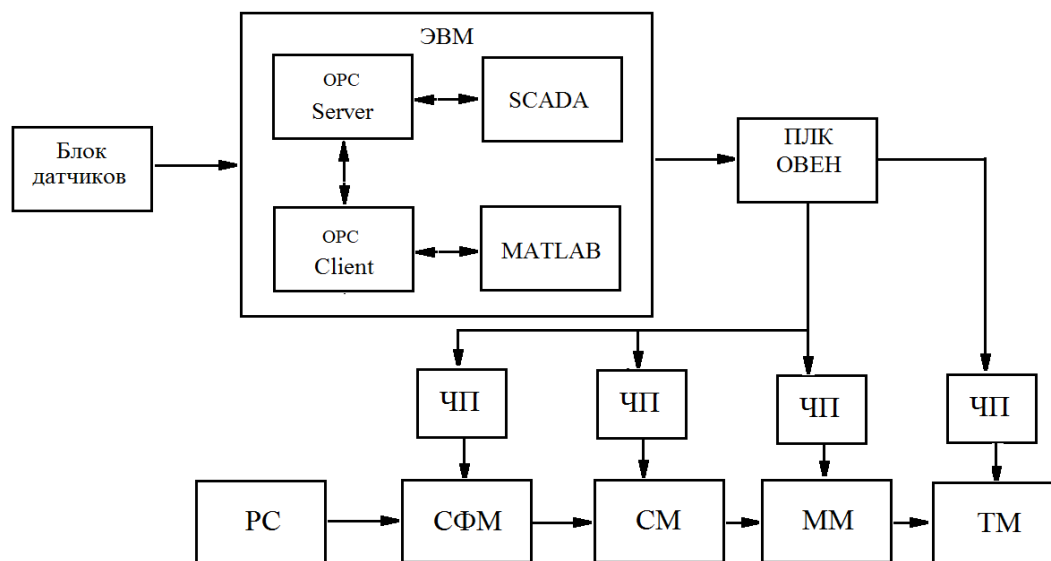 ЭВМ
OPC
Server
SCADA
Блок
датчиков
ПЛК
ОВЕН
OPC
Client
MATLAB
ЧП
ЧП
ЧП
ЧП
РС
СФМ
СМ
ММ
ТМ